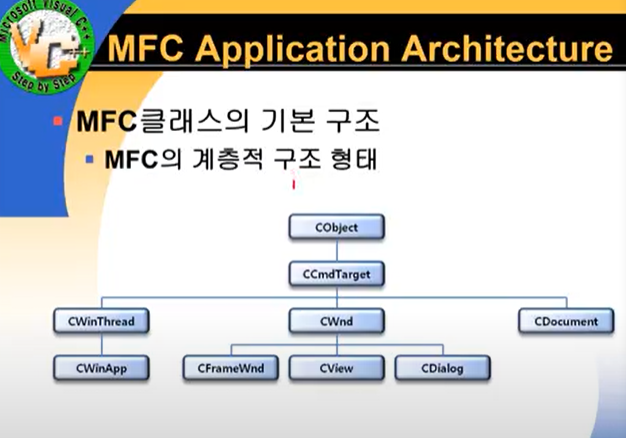 Microsoft Visual C++
VC++
Step by Step
MFC Application Architecture
MFC클래스의 기본 구조
MFC의 계층적 구조 형태
CObject
CCmdTarget
CWinThread
CWnd
CDocument
CWinApp
CFrameWnd
CView
CDialog